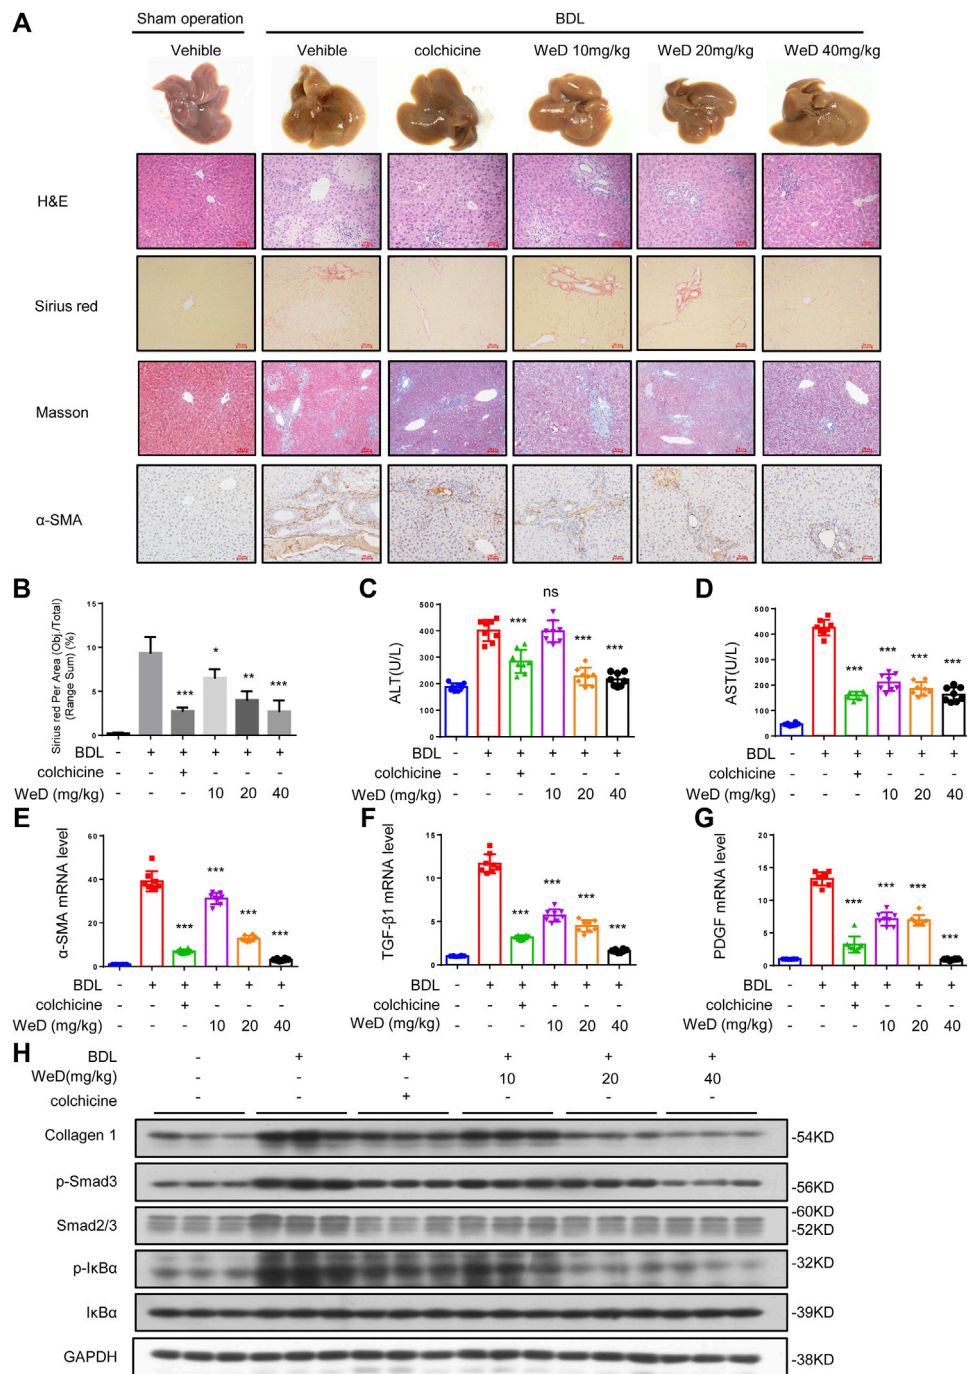 A
Sham operation
BDL
Vehible
Vehible
colchicine
WeD 10mg/kg
WeD 20mg/kg
WeD 40mg/kg
H&E
Sirius red
Masson
α-SMA
B
Sirius red Per Area (Obj./Total)
(Range Sum) (%)
15
10
5
0
***
*
**
***
BDL - + + + + +
colchicine - - + - - -
WeD (mg/kg) - - - 10 20 40
C
ALT(U/L)
500
400
300
200
100
0
***
ns
***
***
BDL - + + + + +
colchicine - - + - - -
WeD (mg/kg) - - - 10 20 40
D
AST(U/L)
500
400
300
200
100
0
***
***
***
***
BDL - + + + + +
colchicine - - + - - -
WeD (mg/kg) - - - 10 20 40
E
α-SMA mRNA level
60
40
20
0
***
***
***
***
BDL - + + + + +
colchicine - - + - - -
WeD (mg/kg) - - - 10 20 40
F
TGF-β1 mRNA level
15
10
5
0
***
***
***
***
BDL - + + + + +
colchicine - - + - - -
WeD (mg/kg) - - - 10 20 40
G
PDGF mRNA level
20
15
10
5
0
***
***
***
***
BDL - + + + + +
colchicine - - + - - -
WeD (mg/kg) - - - 10 20 40
H
BDL - + + + + +
WeD(mg/kg) - - - 10 20 40
colchicine - - + - - -
Collagen 1 -54KD
p-Smad3 -56KD
Smad2/3 -60KD
-52KD
p-IκBα -32KD
IκBα -39KD
GAPDH -38KD